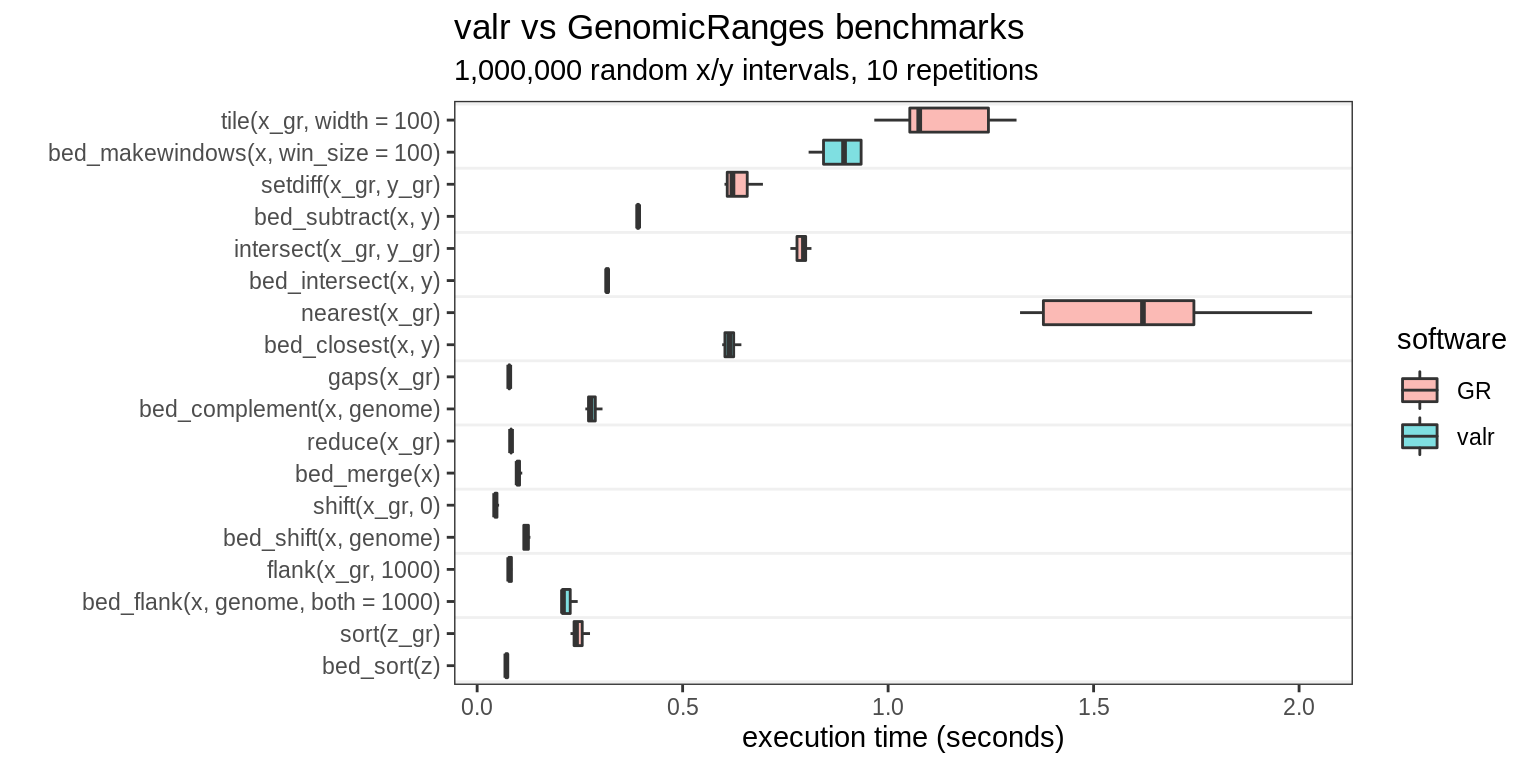 valr vs GenomicRanges benchmarks
1,000,000 random x/y intervals, 10 repetitions
tile(x_gr, width = 100)
bed_makewindows(x, win_size = 100)
setdiff(x_gr, y_gr)
bed_subtract(x, y)
intersect(x_gr, y_gr)
bed_intersect(x, y)
nearest(x_gr)
bed_closest(x, y)
gaps(x_gr)
bed_complement(x, genome)
reduce(x_gr)
bed_merge(x)
shift(x_gr, 0)
bed_shift(x, genome)
flank(x_gr, 1000)
bed_flank(x, genome, both = 1000)
sort(z_gr)
bed_sort(z)
0.0 0.5 1.0 1.5 2.0
execution time (seconds)
software
GR
valr